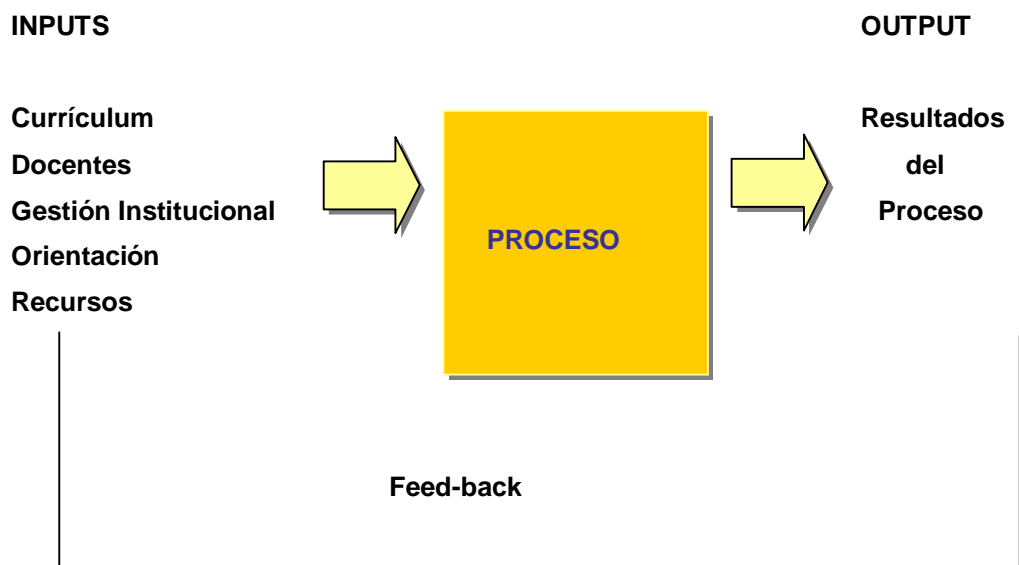 INPUTS
OUTPUT
Currículum
Docentes
Gestión Institucional
Orientación
Recursos
PROCESO
Resultados
del
Proceso
Feed-back